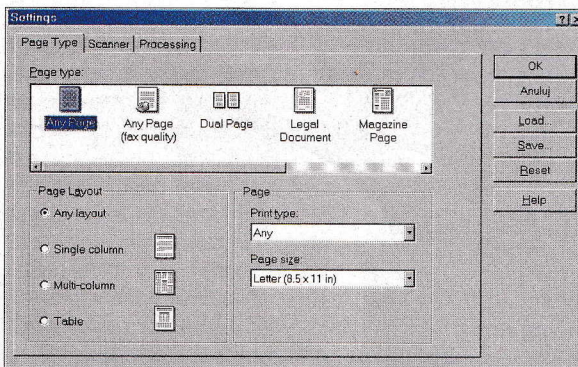 Settings
Page Type Scanner Processing
Page type:
Any Page
Any Page
(fax quality)
Dual Page
Legal
Document
Magazine
Page
OK
Anuluj
Load...
Save...
Reset
Help
Page Layout
Any layout
Single column
Multi-column
Table
Page
Print type:
Any
Page size:
Letter (8.5 x 11 in)